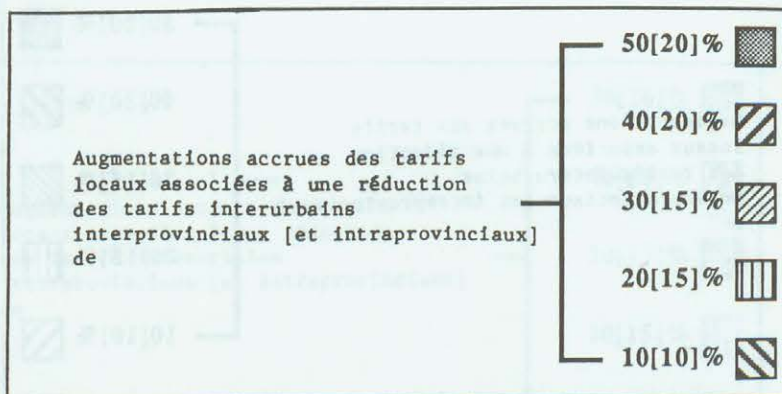 50[20]%
40[20]%
Augmentations accrues des tarifs
locaux associées à une réduction
des tarifs interurbains
interprovinciaux [et intraprovinciaux]
de
30[15]%
20[15]%
10[10]%